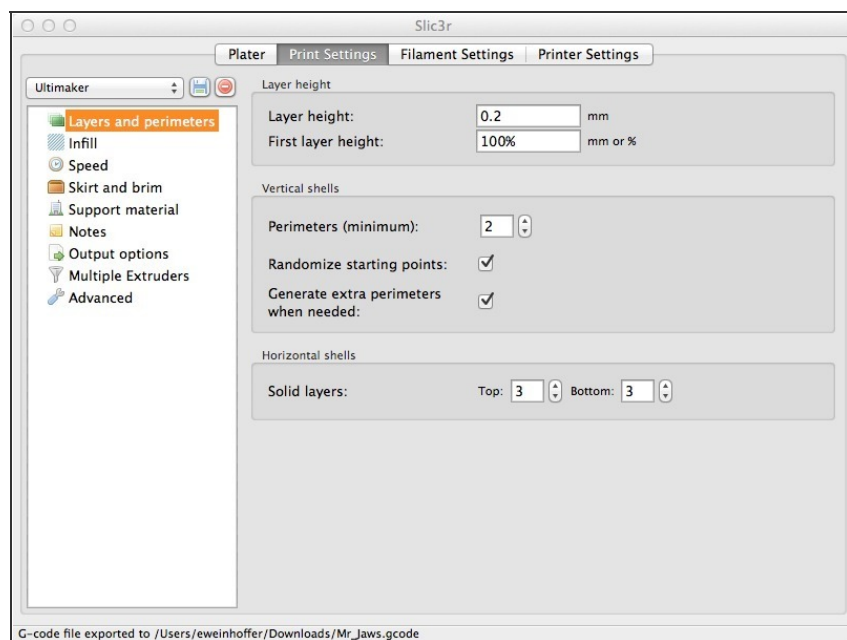 Slic3r
Plater Print Settings Filament Settings Printer Settings
Ultimaker
Layers and perimeters
Infill
Speed
Skirt and brim
Support material
Notes
Output options
Multiple Extruders
Advanced
Layer height
Layer height: 0.2 mm
First layer height: 100% mm or %
Vertical shells
Perimeters (minimum): 2
Randomize starting points:
Generate extra perimeters
when needed:
Horizontal shells
Solid layers: Top: 3 Bottom: 3
G-code file exported to /Users/eweinhoffer/Downloads/Mr_Jaws.gcode